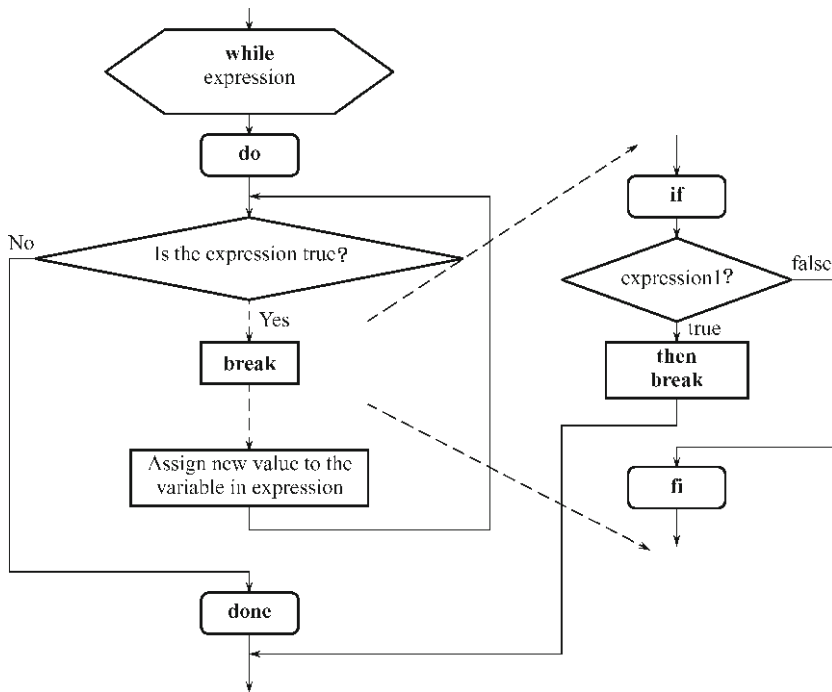 while
expression
do
No
Is the expression true?
Yes
break
Assign new value to the
variable in expression
done
if
expression1?
false
true
then
break
fi